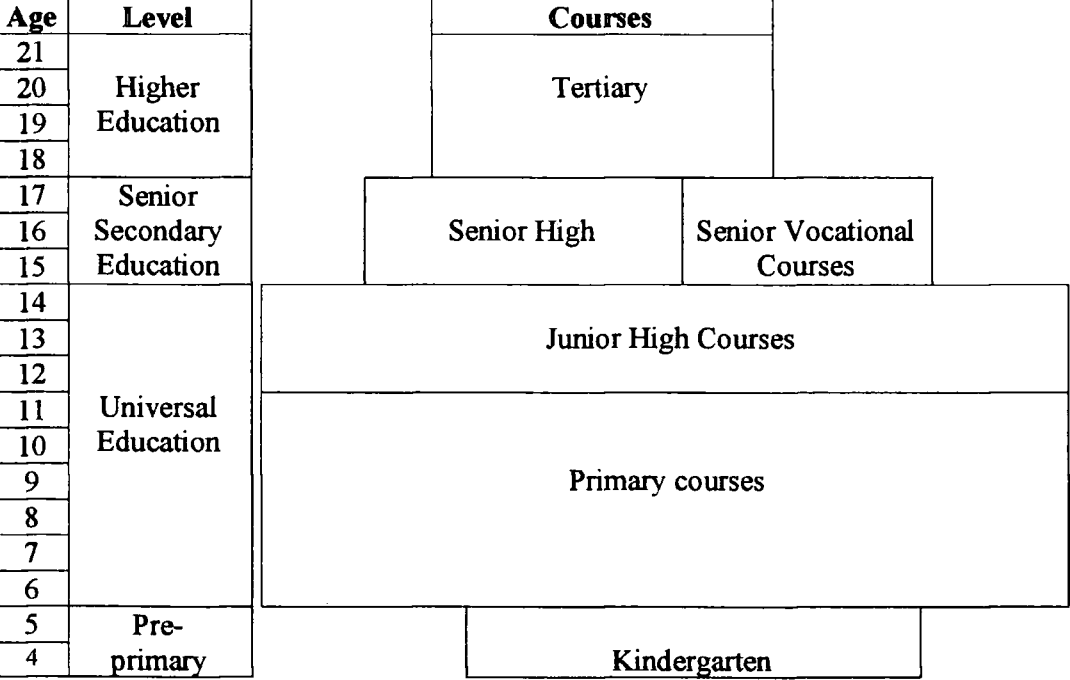 Age Level Courses
21
20 Higher Tertiary
19 Education
18
17 Senior
16 Secondary Senior High Senior Vocational
15 Education Courses
14
13 Junior High Courses
12
11 Universal
10 Education
9 Primary courses
8
7
6
5 Pre-
4 primary Kindergarten